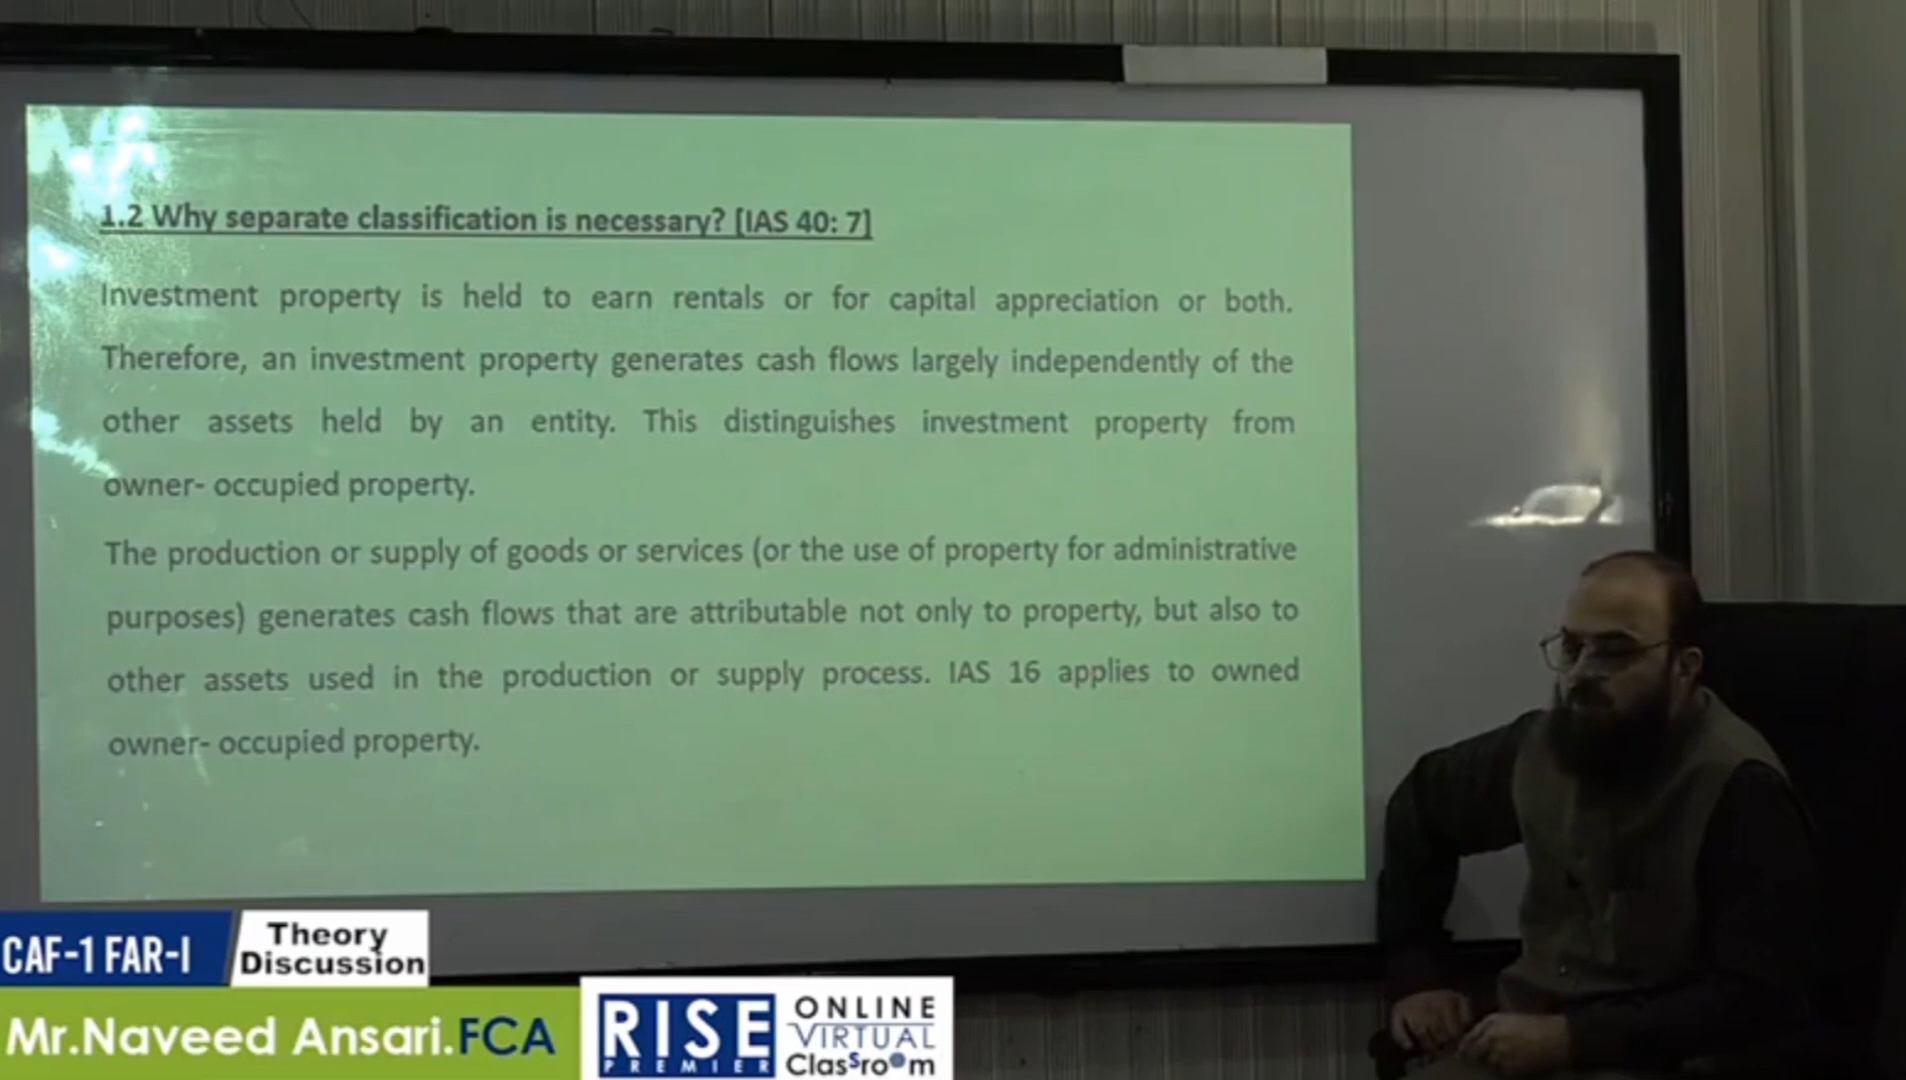 1.2 Why separate classification is necessary? [IAS 40: 7]
Investment property is held to earn rentals or for capital appreciation or both.
Therefore, an investment property generates cash flows largely independently of the
other assets held by an entity. This distinguishes investment property from
owner- occupied property.
The production or supply of goods or services (or the use of property for administrative
purposes) generates cash flows that are attributable not only to property, but also to
other assets used in the production or supply process. IAS 16 applies to owned
owner- occupied property.
CAF-1 FAR-I
Theory
Discussion
Mr.Naveed Ansari.FCA
RISE
PREMIER
ONLINE
VIRTUAL
Classroom